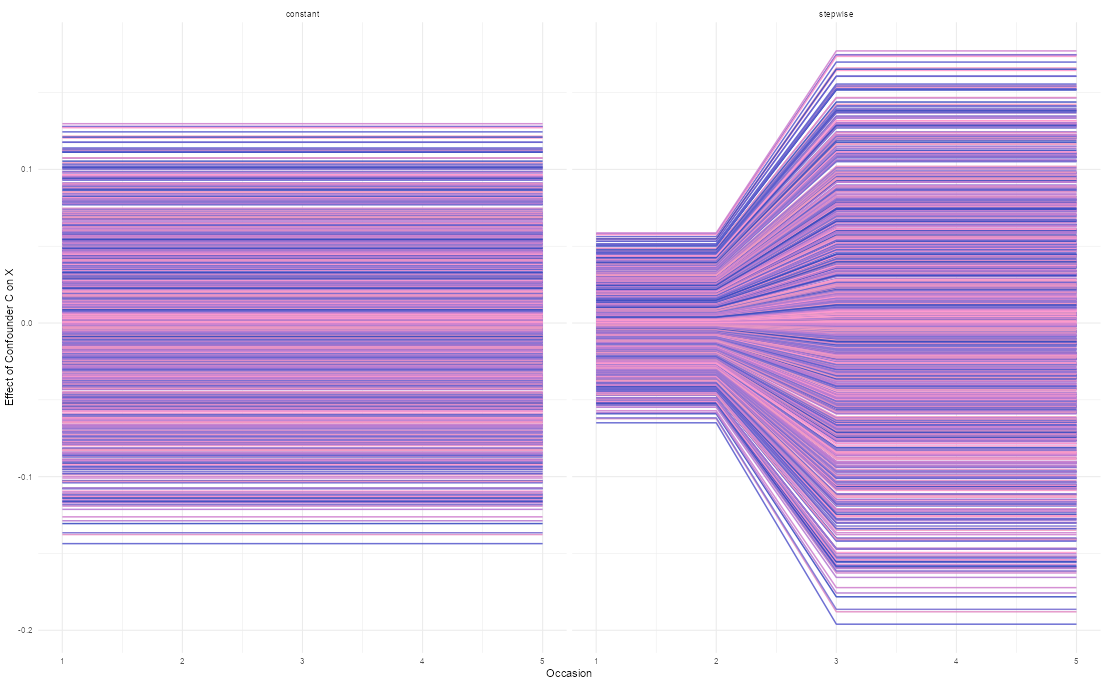 constant
stepwise
Effect of Confounder C on X
0.1
0.0
-0.1
-0.2
1 2 3 4 5
1 2 3 4 5
Occasion